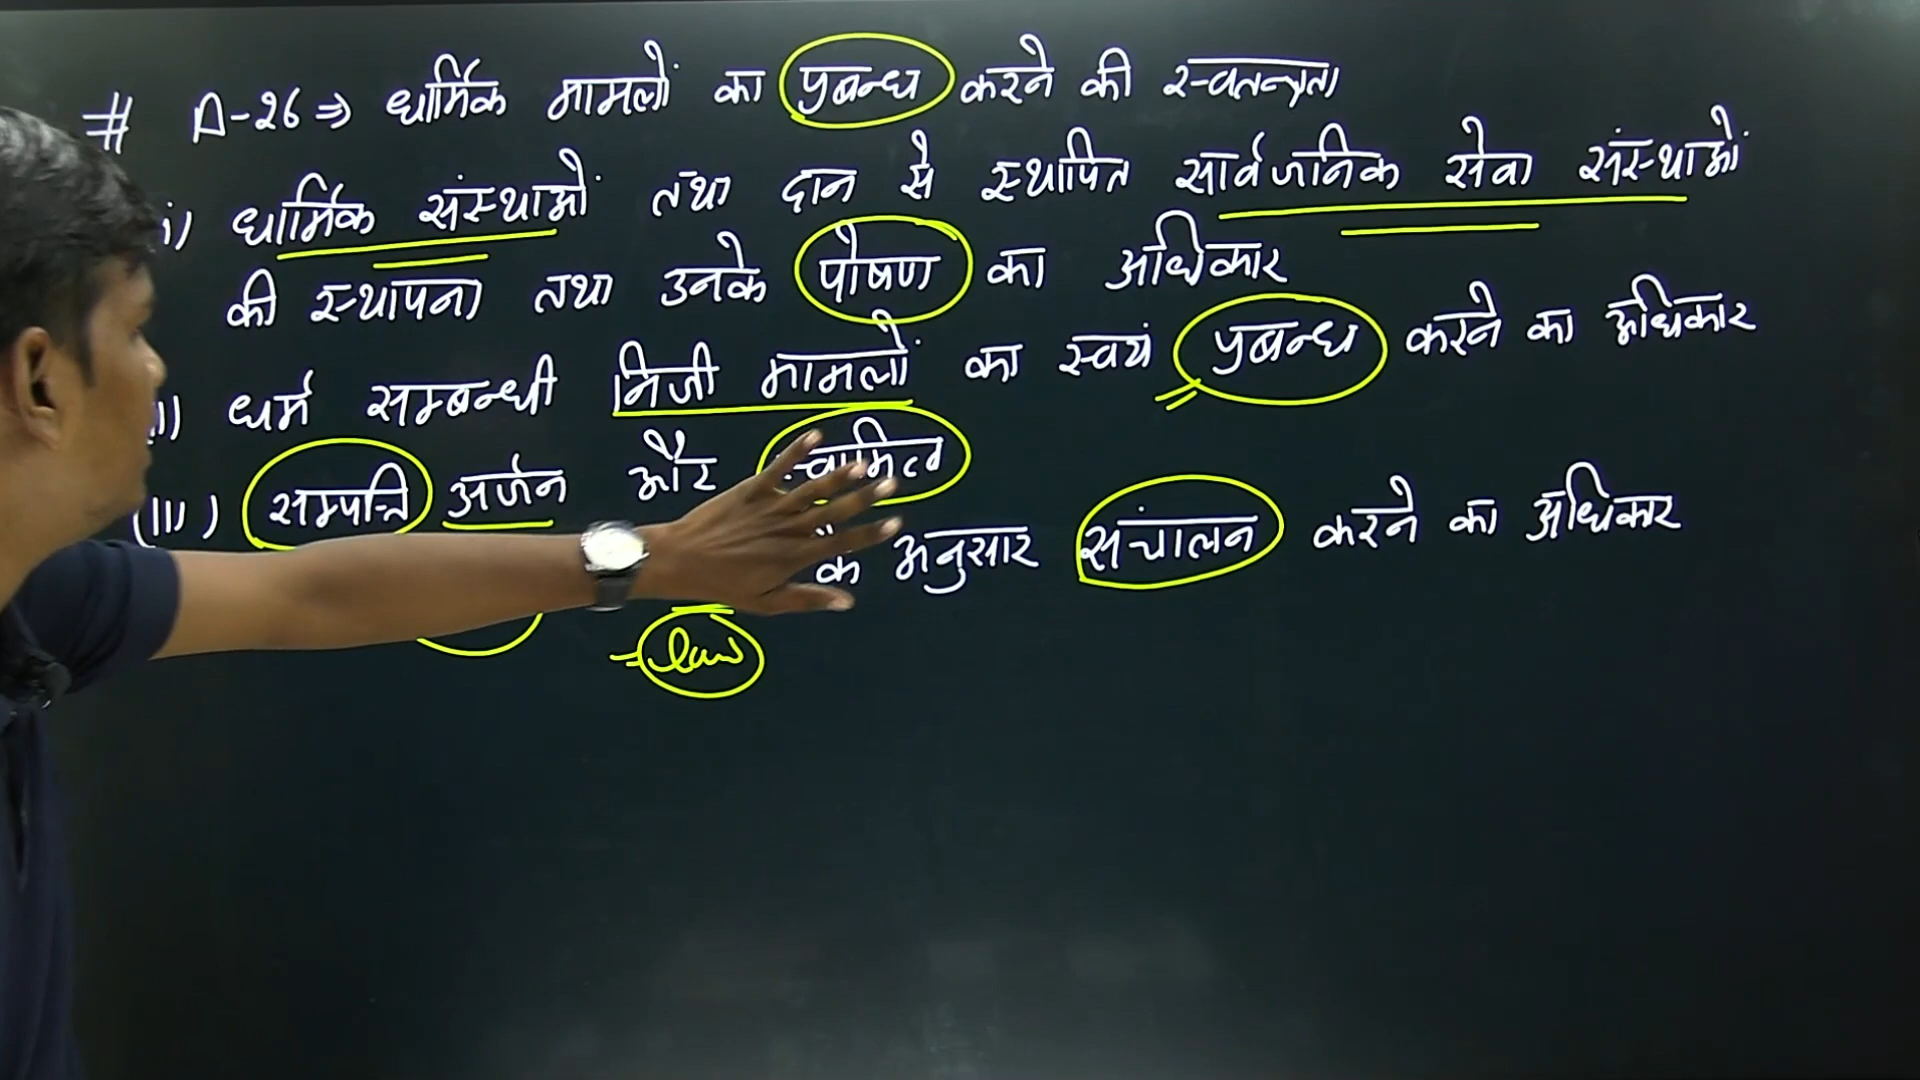 # A-26 ⇒ धार्मिक मामलों का प्रबन्ध करने की स्वतन्त्रता
i) धार्मिक संस्थाओं तथा दान से स्थापित सार्वजनिक सेवा संस्थाओं
की स्थापना तथा उनके पोषण का अधिकार
धर्म सम्बन्धी निजी मामलों का स्वयं प्रबन्ध करने का अधिकार
(III) सम्पत्ति अर्जन और
के अनुसार संचालन करने का अधिकार
law